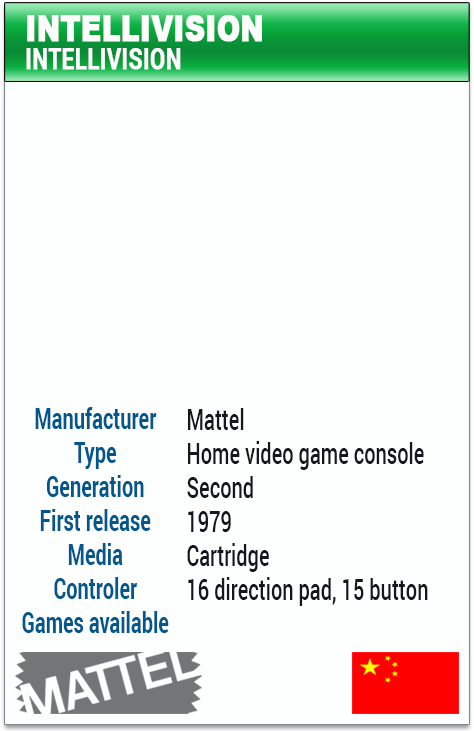 INTELLIVISION
INTELLIVISION
Manufacturer Mattel
Type Home video game console
Generation Second
First release 1979
Media Cartridge
Controler 16 direction pad, 15 button
Games available
MATTEL